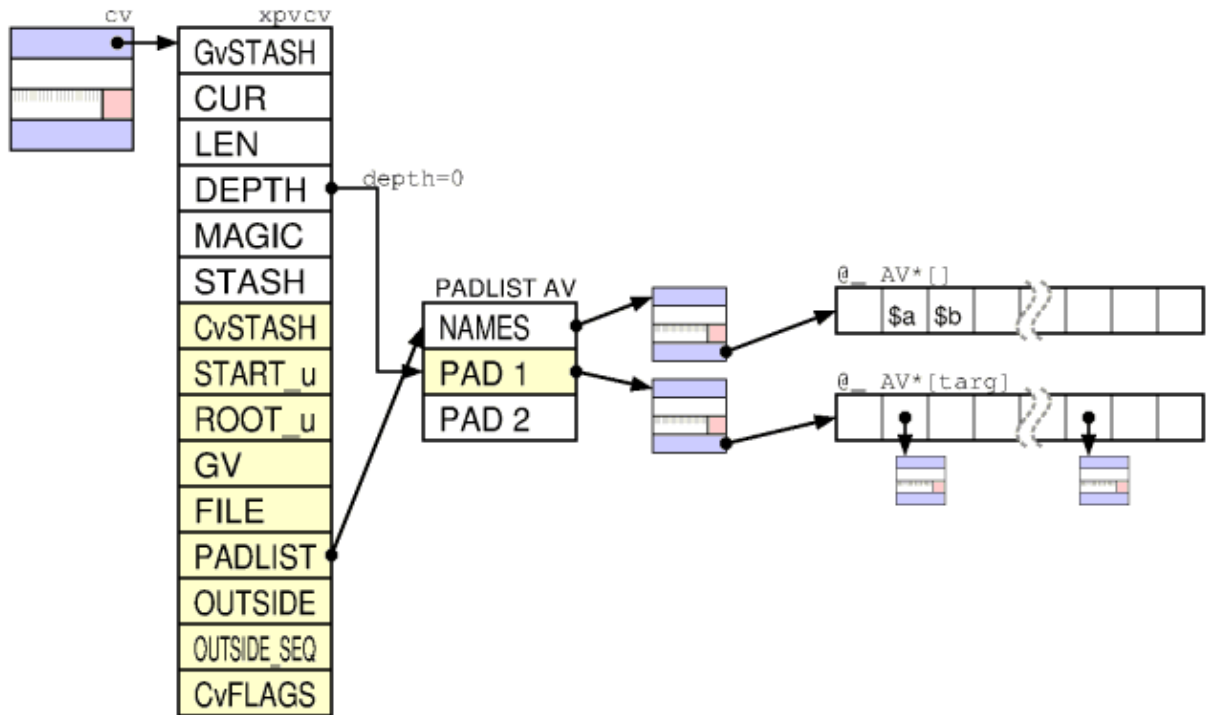 cv
xpvcv
GvSTASH
CUR
LEN
DEPTH
depth=0
MAGIC
STASH
CvSTASH
START_u
ROOT_u
GV
FILE
PADLIST
OUTSIDE
OUTSIDE_SEQ
CvFLAGS
PADLIST AV
NAMES
PAD 1
PAD 2
@_ AV*[]
$a $b
@_ AV*[targ]